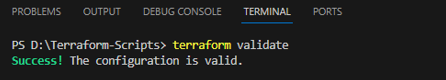 PROBLEMS OUTPUT DEBUG CONSOLE TERMINAL PORTS
PS D:\Terraform-Scripts> terraform validate
Success! The configuration is valid.